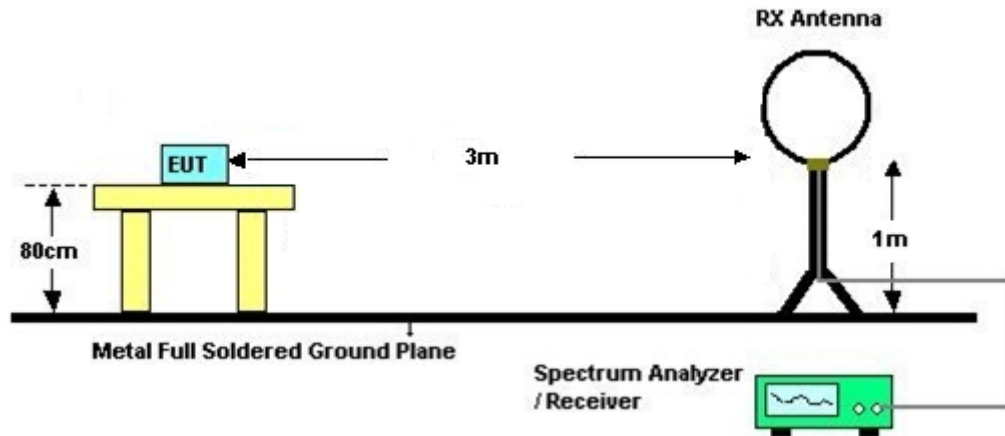 RX Antenna
EUT
3m
80cm
1m
Metal Full Soldered Ground Plane
Spectrum Analyzer
/ Receiver